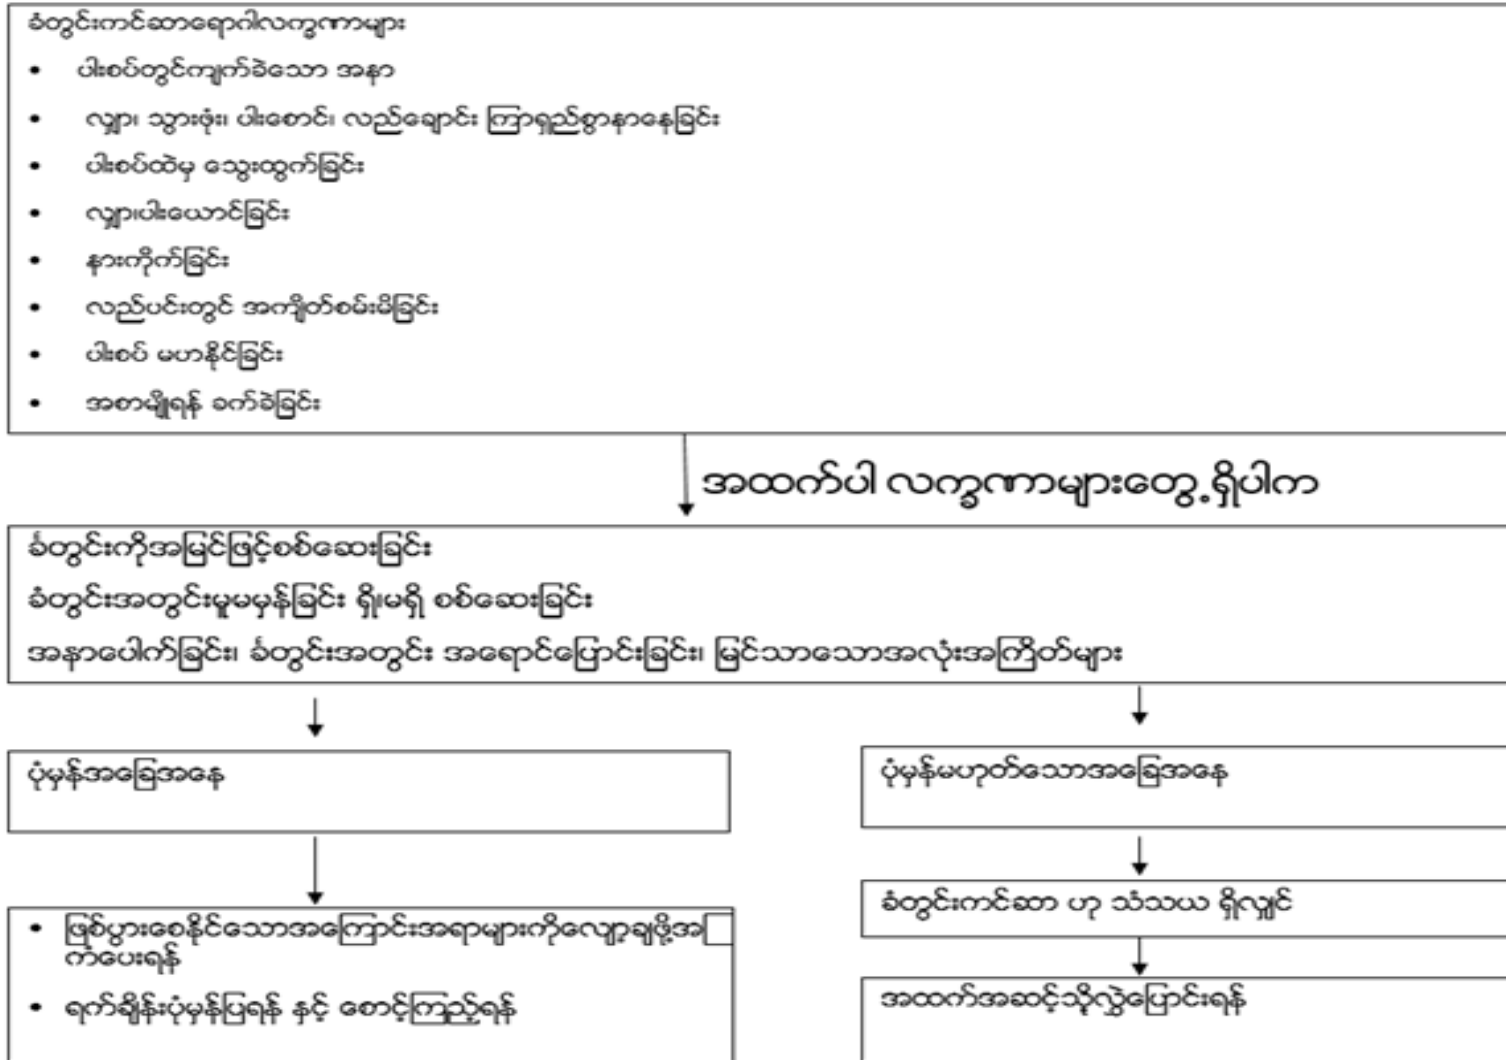 ခံတွင်းကင်ဆာရောဂါလက္ခဏာများ
• ပါးစပ်တွင်ကျက်ခဲသော အနာ
• လျှာ၊ သွားဖုံး၊ ပါးစောင်၊ လည်ချောင်း ကြာရှည်စွာနာနေခြင်း
• ပါးစပ်ထဲမှ သွေးထွက်ခြင်း
• လျှာ၊ပါးယောင်ခြင်း
• နားကိုက်ခြင်း
• လည်ပင်းတွင် အကျိတ်စမ်းမိခြင်း
• ပါးစပ် မဟနိုင်ခြင်း
• အစာမျိုရန် ခက်ခဲခြင်း
အထက်ပါ လက္ခဏာများတွေ့ရှိပါက
ခံတွင်းကိုအမြင်ဖြင့်စစ်ဆေးခြင်း
ခံတွင်းအတွင်းမူမမှန်ခြင်း ရှိ၊မရှိ စစ်ဆေးခြင်း
အနာပေါက်ခြင်း၊ ခံတွင်းအတွင်း အရောင်ပြောင်းခြင်း၊ မြင်သာသောအလုံးအကြိတ်များ
ပုံမှန်အခြေအနေ
ပုံမှန်မဟုတ်သောအခြေအနေ
• ဖြစ်ပွားစေနိုင်သောအကြောင်းအရာများကိုလျော့ချဖို့အကြ
ကံပေးရန်
• ရက်ချိန်းပုံမှန်ပြရန် နှင့် စောင့်ကြည့်ရန်
ခံတွင်းကင်ဆာ ဟု သံသယ ရှိလျှင်
အထက်အဆင့်သို့လွှဲပြောင်းရန်